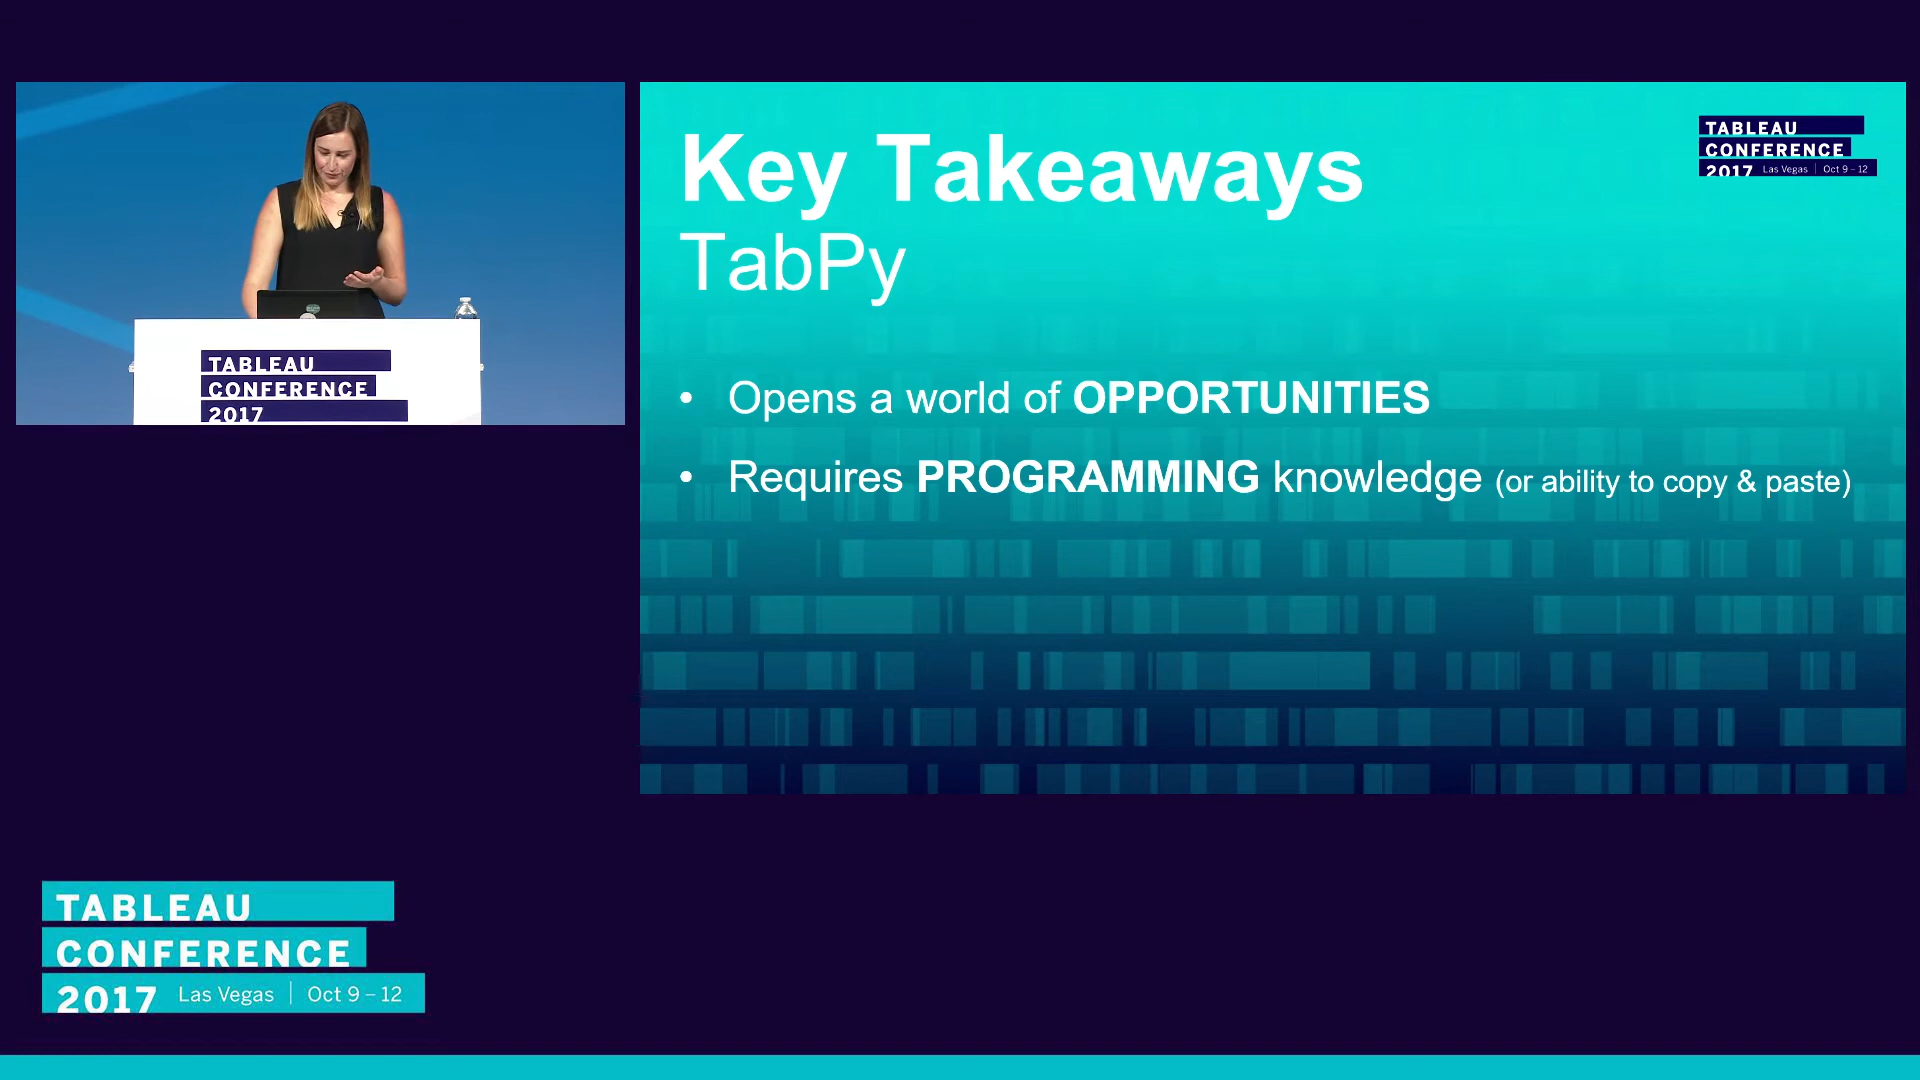 TABLEAU
CONFERENCE
2017
Key Takeaways
TabPy
TABLEAU
CONFERENCE
2017 Las Vegas | Oct 9 – 12
• Opens a world of OPPORTUNITIES
• Requires PROGRAMMING knowledge (or ability to copy & paste)
TABLEAU
CONFERENCE
2017 Las Vegas | Oct 9 – 12